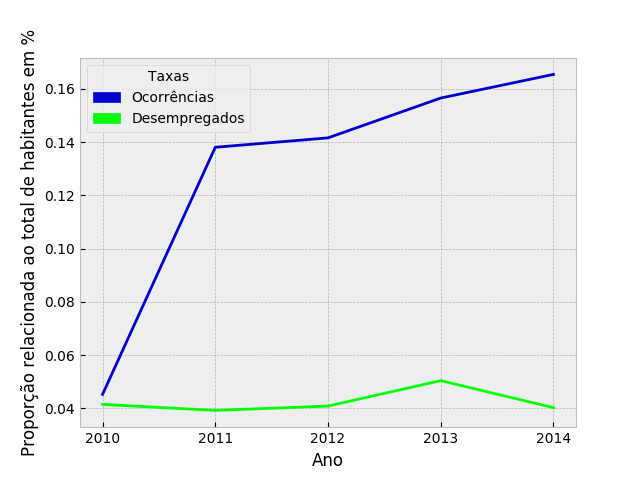 Proporção relacionada ao total de habitantes em %
0.16
0.14
0.12
0.10
0.08
0.06
0.04
Taxas
Ocorrências
Desempregados
2010 2011 2012 2013 2014
Ano